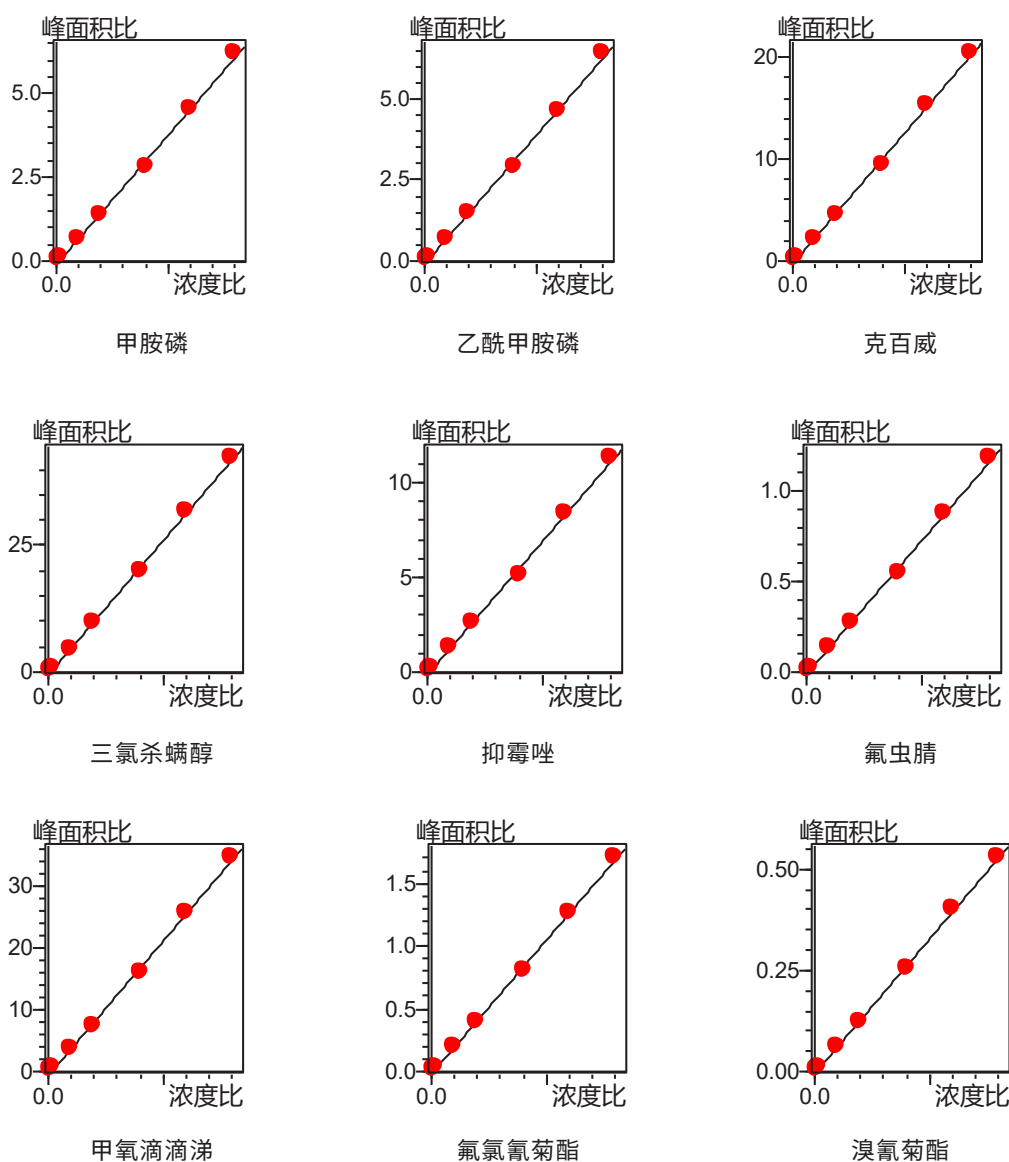 峰面积比 峰面积比 峰面积比
5.0 5.0 20
2.5 2.5 10
0.0 0.0 0
0.0 浓度比 0.0 浓度比 0.0 浓度比
甲胺磷 乙酰甲胺磷 克百威
峰面积比 峰面积比 峰面积比
25 10 1.0
0 5 0.5
0.0 浓度比 0 0.0
0.0 浓度比 0.0 浓度比
三氯杀螨醇 抑霉唑 氟虫腈
峰面积比 峰面积比 峰面积比
30 1.5 0.50
20 1.0 0.25
10 0.5 0.00
0 0.0
0.0 浓度比 0.0 浓度比 0.0 浓度比
甲氧滴滴涕 氟氯氰菊酯 溴氰菊酯